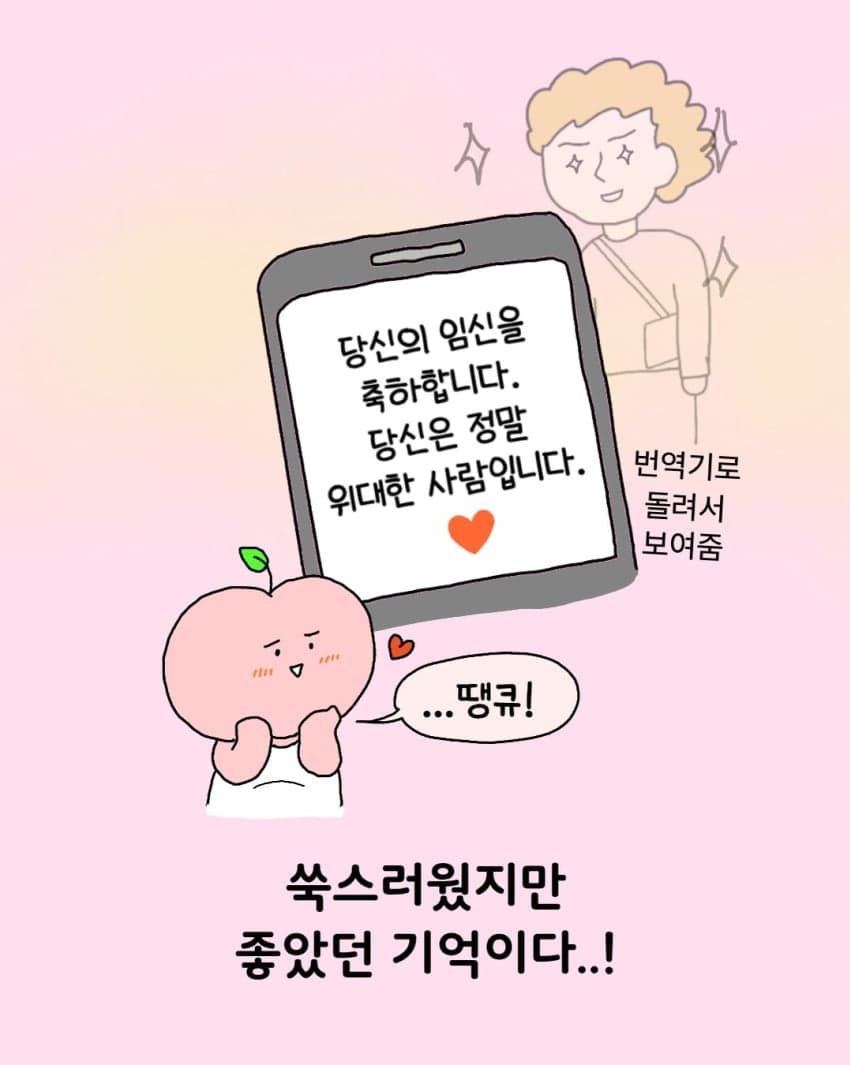 당신의 임신을
축하합니다.
당신은 정말
위대한 사람입니다.
번역기로
돌려서
보여줌
...땡큐!
쑥스러웠지만
좋았던 기억이다..!